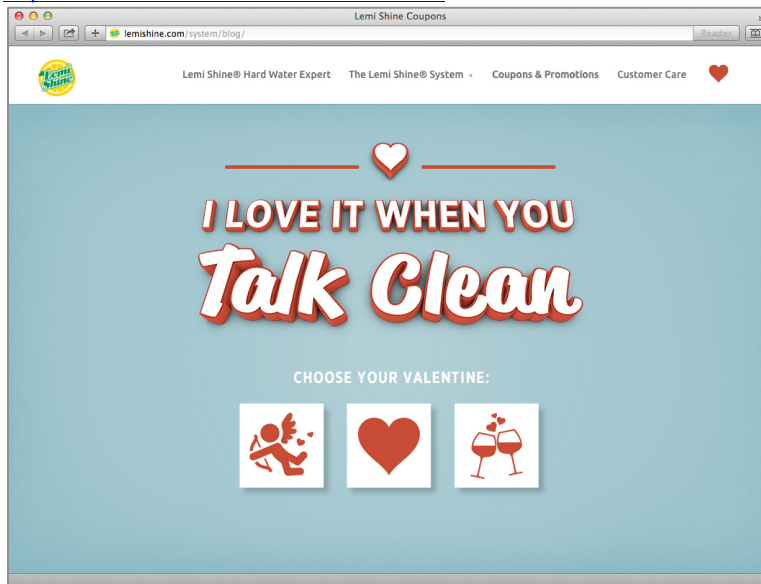 Lemi Shine Coupons
lemishine.com/system/blog/
Reader
Lemi Shine
Lemi Shine® Hard Water Expert
The Lemi Shine® System
Coupons & Promotions
Customer Care
I LOVE IT WHEN YOU
Talk Clean
CHOOSE YOUR VALENTINE: